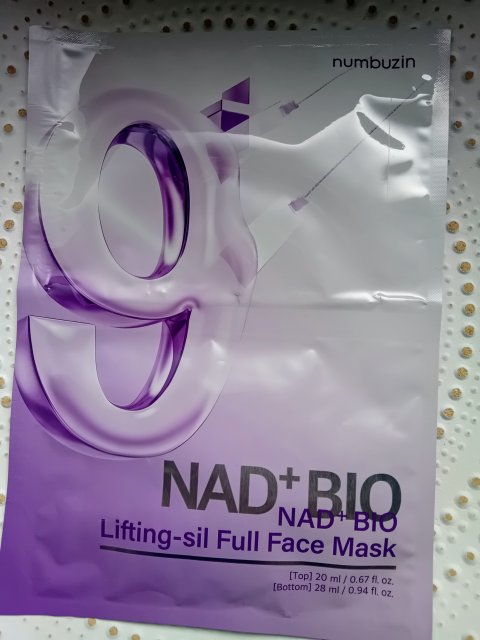 numbuzin
9+
NAD+ BIO
NAD+ BIO
Lifting-sil Full Face Mask
[Top] 20 ml / 0.67 fl. oz.
[Bottom] 28 ml / 0.94 fl. oz.